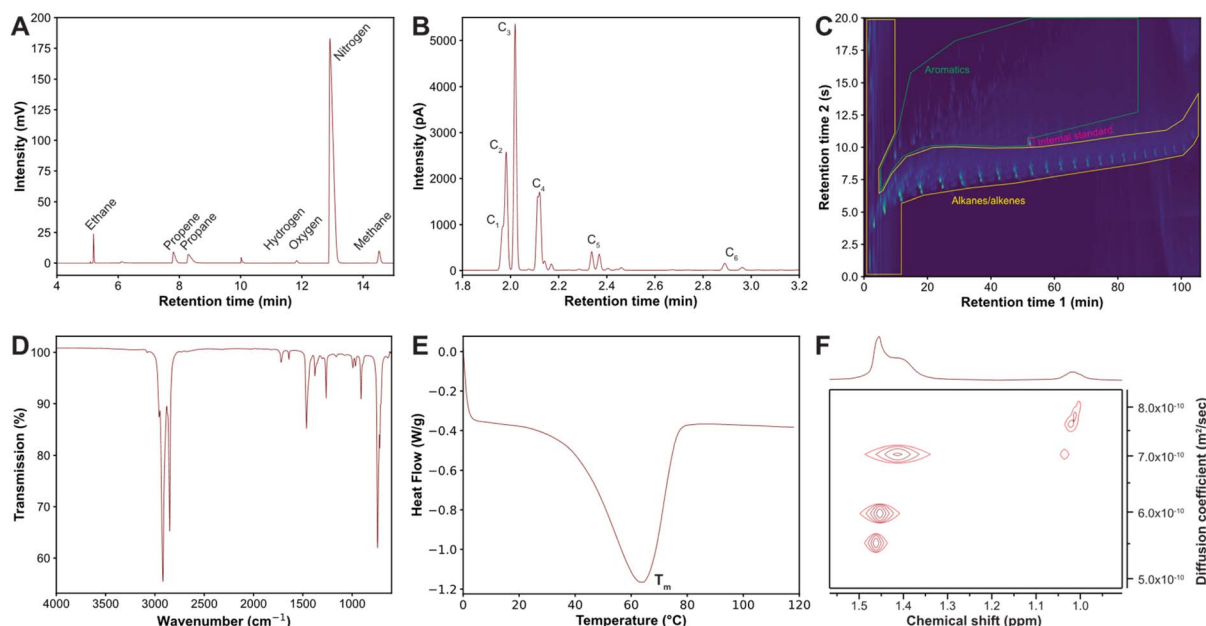 A
200
175
150
125
100
75
50
25
0
Intensity (mV)
Ethane
Propene
Propane
Hydrogen
Oxygen
Nitrogen
Methane
4 6 8 10 12 14
Retention time (min)
B
5000
4000
3000
2000
1000
0
Intensity (pA)
C1
C2
C3
C4
C5
C6
1.8 2.0 2.2 2.4 2.6 2.8 3.0 3.2
Retention time (min)
C
20.0
17.5
15.0
12.5
10.0
7.5
5.0
2.5
0.0
Retention time 2 (s)
Aromatics
Internal standard
Alkanes/alkenes
0 20 40 60 80 100
Retention time 1 (min)
D
100
90
80
70
60
Transmission (%)
4000 3000 2500 2000 1500 1000
Wavenumber (cm−1)
E
0.0
−0.2
−0.4
−0.6
−0.8
−1.0
−1.2
Heat Flow (W/g)
Tm
0 20 40 60 80 100 120
Temperature (°C)
F
8.0x10-10
7.0x10-10
6.0x10-10
5.0x10-10
Diffusion coefficient (m2/sec)
1.5 1.4 1.3 1.2 1.1 1.0
Chemical shift (ppm)